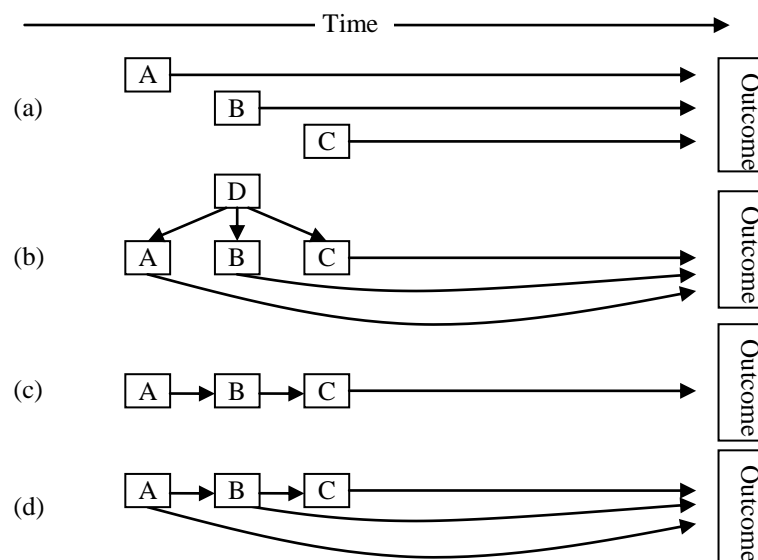 Time
(a)
A
B
C
Outcome
D
(b)
A B C
Outcome
(c)
A B C
Outcome
(d)
A B C
Outcome